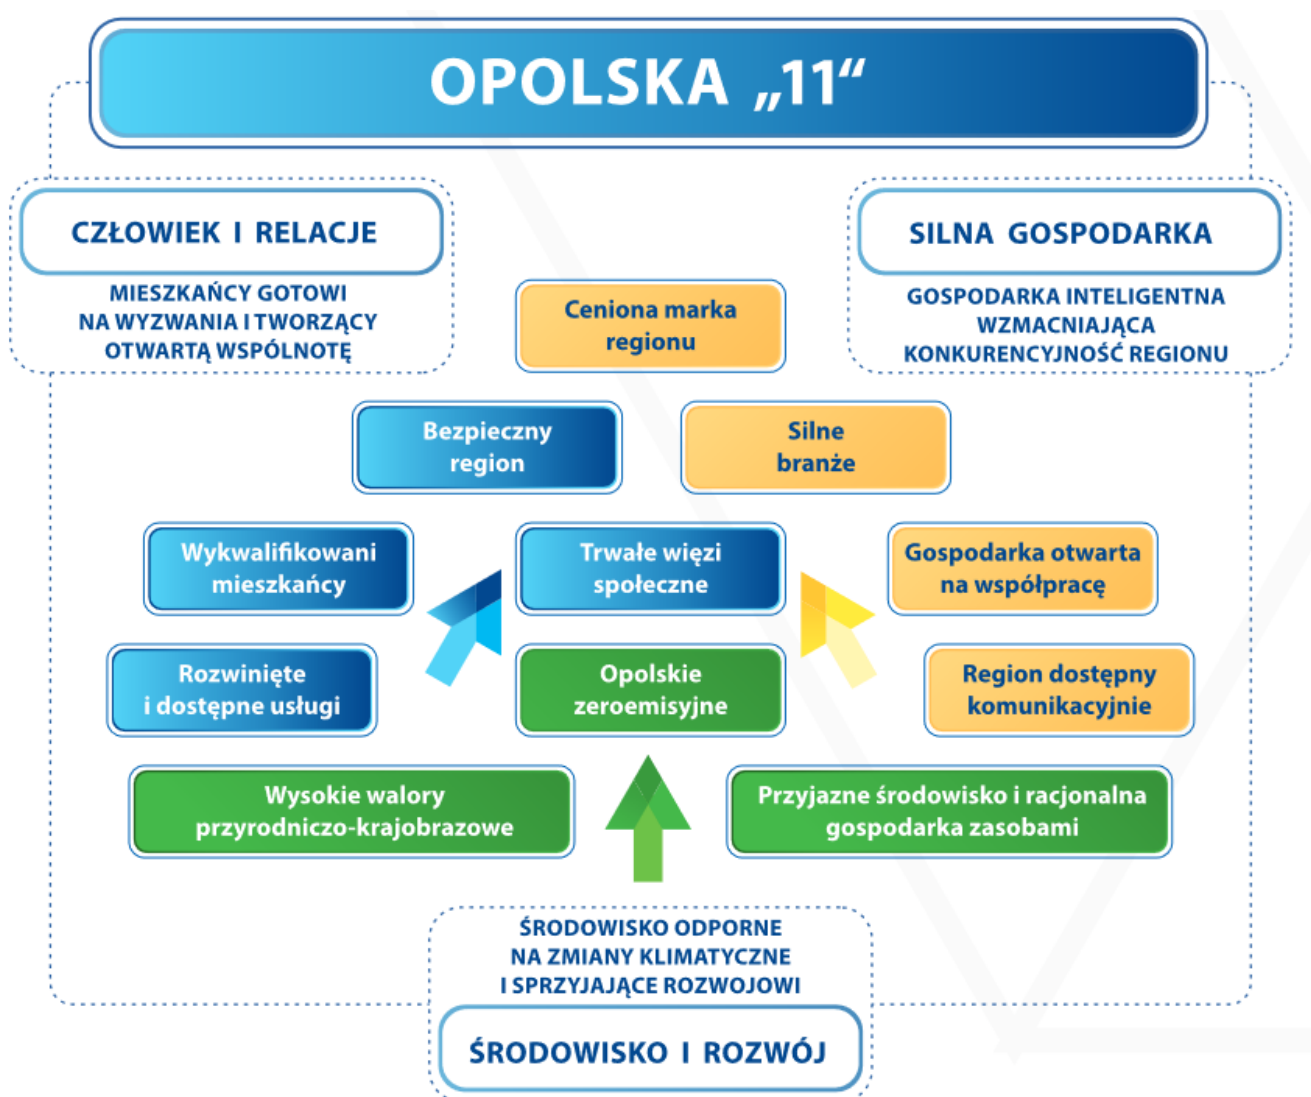 OPOLSKA „11“
CZŁOWIEK I RELACJE
MIESZKAŃCY GOTOWI
NA WYZWANIA I TWORZĄCY
OTWARTĄ WSPÓLNOTĘ
SILNA GOSPODARKA
GOSPODARKA INTELIGENTNA
WZMACNIAJĄCA
KONKURENCYJNOŚĆ REGIONU
Ceniona marka
regionu
Bezpieczny
region
Silne
branże
Wykwalifikowani
mieszkańcy
Trwałe więzi
społeczne
Gospodarka otwarta
na współpracę
Rozwinięte
i dostępne usługi
Opolskie
zeroemisyjne
Region dostępny
komunikacyjnie
Wysokie walory
przyrodniczo-krajobrazowe
Przyjazne środowisko i racjonalna
gospodarka zasobami
ŚRODOWISKO ODPORNE
NA ZMIANY KLIMATYCZNE
I SPRZYJAJĄCE ROZWOJOWI
ŚRODOWISKO I ROZWÓJ